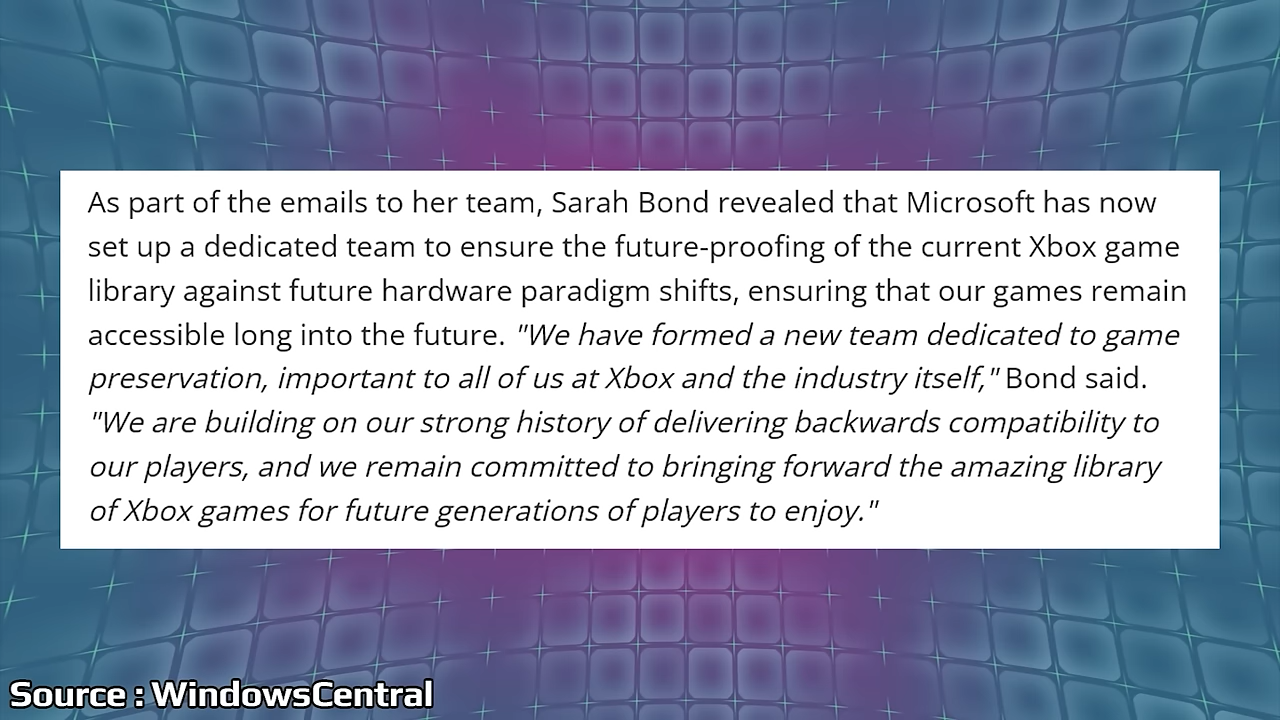 As part of the emails to her team, Sarah Bond revealed that Microsoft has now
set up a dedicated team to ensure the future-proofing of the current Xbox game
library against future hardware paradigm shifts, ensuring that our games remain
accessible long into the future. "We have formed a new team dedicated to game
preservation, important to all of us at Xbox and the industry itself," Bond said.
"We are building on our strong history of delivering backwards compatibility to
our players, and we remain committed to bringing forward the amazing library
of Xbox games for future generations of players to enjoy."
Source : WindowsCentral